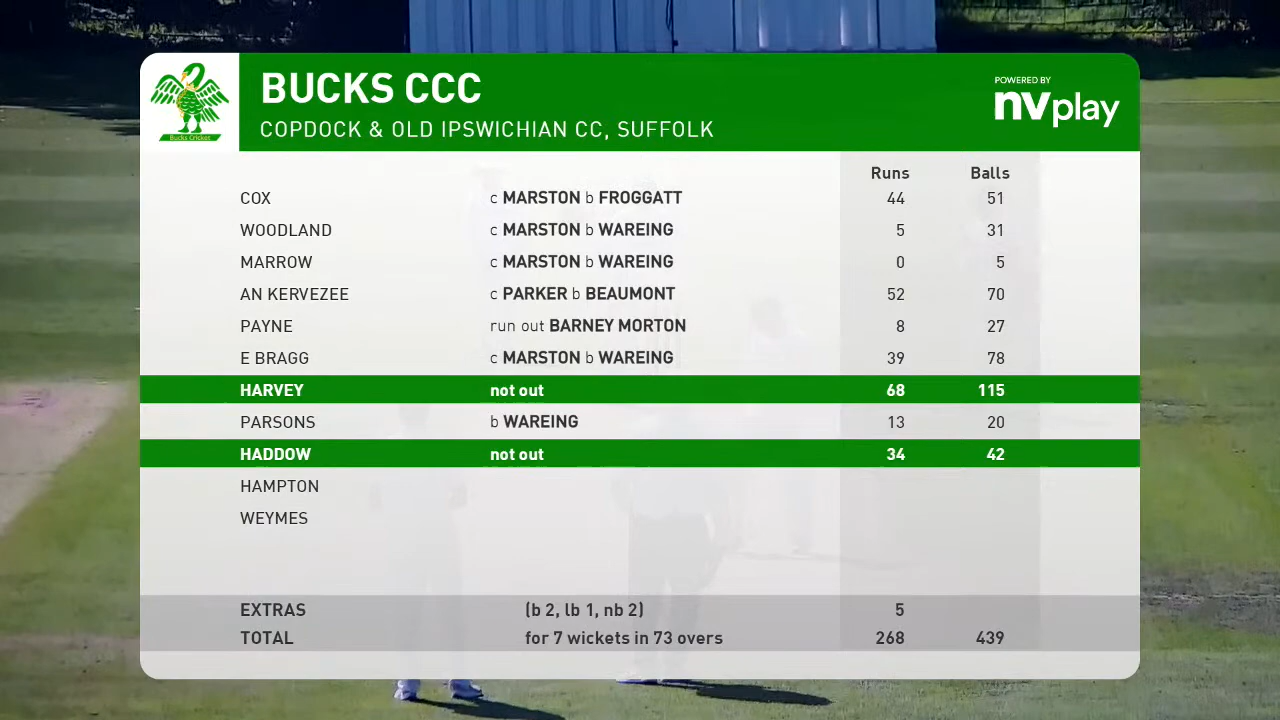 BUCKS CCC
COPDOCK & OLD IPSWICHIAN CC, SUFFOLK
POWERED BY
nvplay
Bucks Cricket
Runs Balls
COX c MARSTON b FROGGATT 44 51
WOODLAND c MARSTON b WAREING 5 31
MARROW c MARSTON b WAREING 0 5
AN KERVEZEE c PARKER b BEAUMONT 52 70
PAYNE run out BARNEY MORTON 8 27
E BRAGG c MARSTON b WAREING 39 78
HARVEY not out 68 115
PARSONS b WAREING 13 20
HADDOW not out 34 42
HAMPTON
WEYMES
EXTRAS (b 2, lb 1, nb 2) 5
TOTAL for 7 wickets in 73 overs 268 439